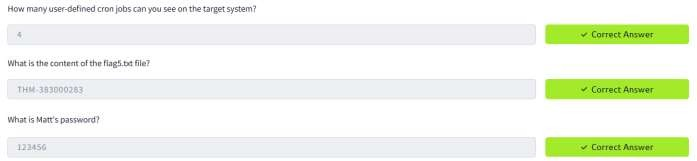 How many user-defined cron jobs can you see on the target system?
4
✓ Correct Answer
What is the content of the flag5.txt file?
THM-383000283
✓ Correct Answer
What is Matt's password?
123456
✓ Correct Answer